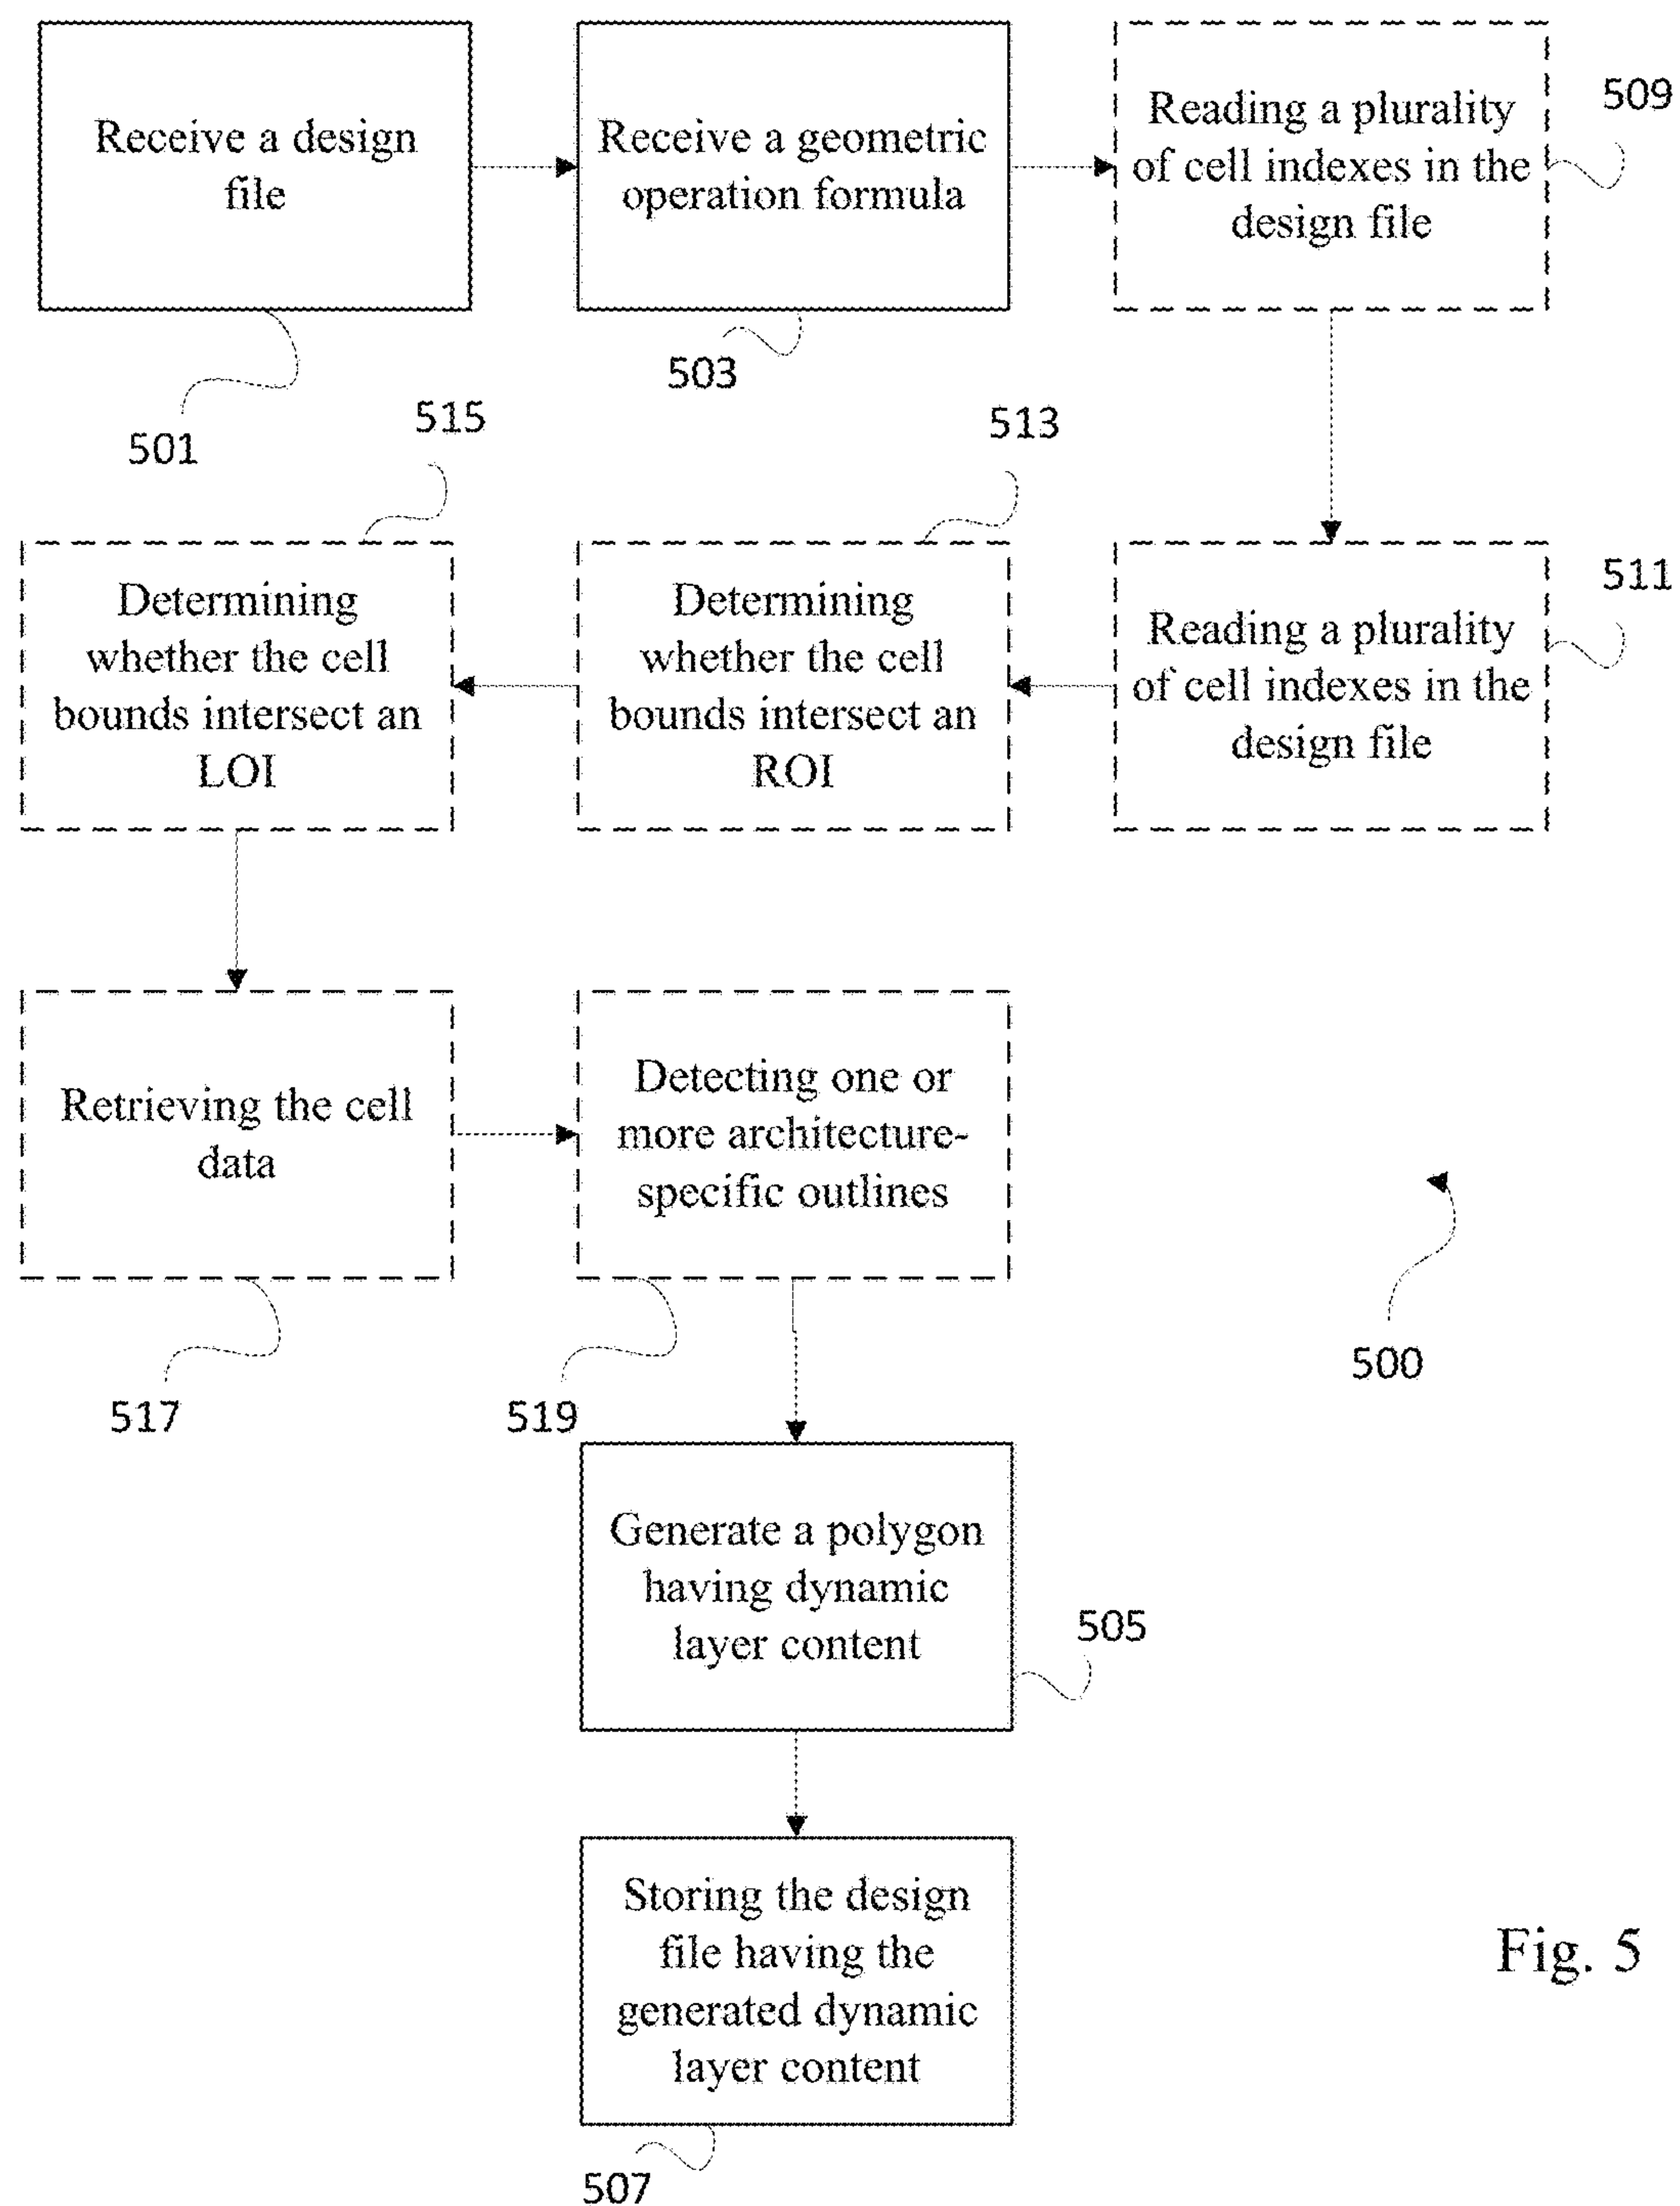 Receive a design
file
501
Receive a geometric
operation formula
503
Reading a plurality
of cell indexes in the
design file
509
Reading a plurality
of cell indexes in the
design file
511
Determining
whether the cell
bounds intersect an
ROI
513
Determining
whether the cell
bounds intersect an
LOI
515
Retrieving the cell
data
517
Detecting one or
more architecture-
specific outlines
519
500
Generate a polygon
having dynamic
layer content
505
Storing the design
file having the
generated dynamic
layer content
507
Fig. 5